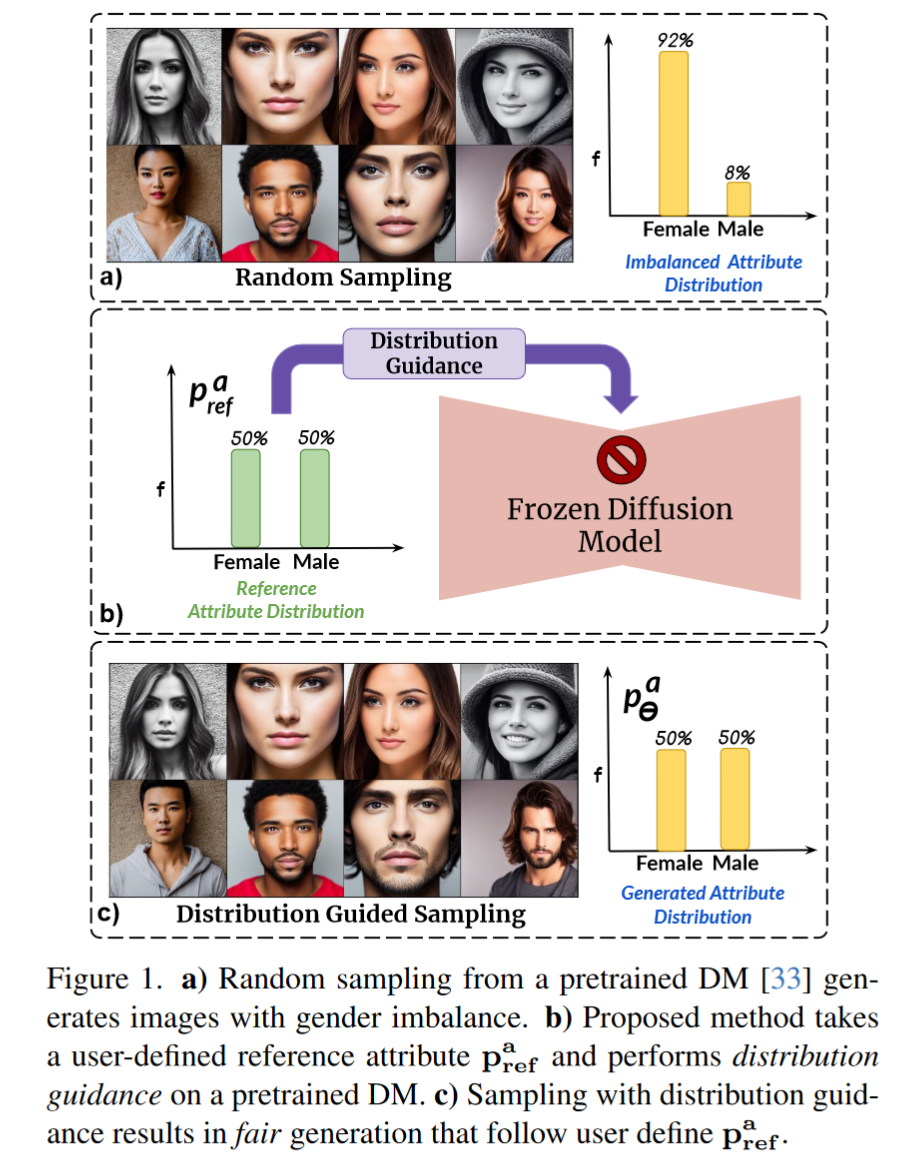 92%
8%
f
Female Male
Imbalanced Attribute
Distribution
a)
Random Sampling
Distribution
Guidance
p^a_ref
50% 50%
f
Female Male
Reference
Attribute Distribution
Frozen Diffusion
Model
b)
p^a_Θ
50% 50%
f
Female Male
Generated Attribute
Distribution
c)
Distribution Guided Sampling
Figure 1. a) Random sampling from a pretrained DM [33] gen-
erates images with gender imbalance. b) Proposed method takes
a user-defined reference attribute p^a_ref and performs distribution
guidance on a pretrained DM. c) Sampling with distribution guid-
ance results in fair generation that follow user define p^a_ref.